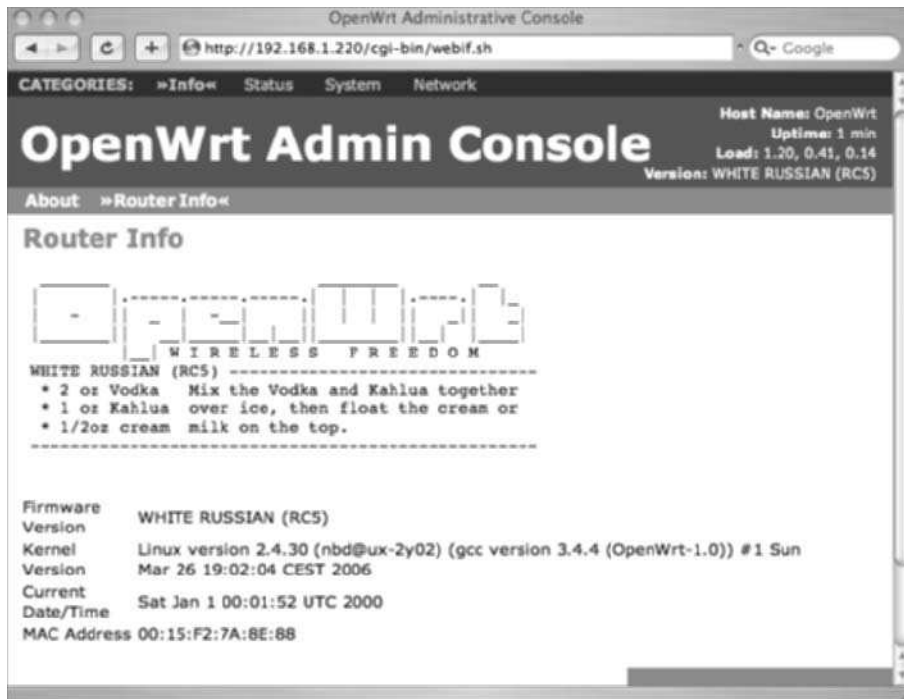 OpenWrt Administrative Console
http://192.168.1.220/cgi-bin/webif.sh
Google
CATEGORIES: »Info« Status System Network
OpenWrt Admin Console
Host Name: OpenWrt
Uptime: 1 min
Load: 1.20, 0.41, 0.14
Version: WHITE RUSSIAN (RC5)
About »Router Info«
Router Info
OpenWrt
W I R E L E S S   F R E E D O M
WHITE RUSSIAN (RC5) -------------------------------
* 2 oz Vodka   Mix the Vodka and Kahlua together
* 1 oz Kahlua  over ice, then float the cream or
* 1/2oz cream  milk on the top.
---------------------------------------------------
Firmware Version WHITE RUSSIAN (RC5)
Kernel Version Linux version 2.4.30 (nbd@ux-2y02) (gcc version 3.4.4 (OpenWrt-1.0)) #1 Sun
Mar 26 19:02:04 CEST 2006
Current Date/Time Sat Jan 1 00:01:52 UTC 2000
MAC Address 00:15:F2:7A:8E:88